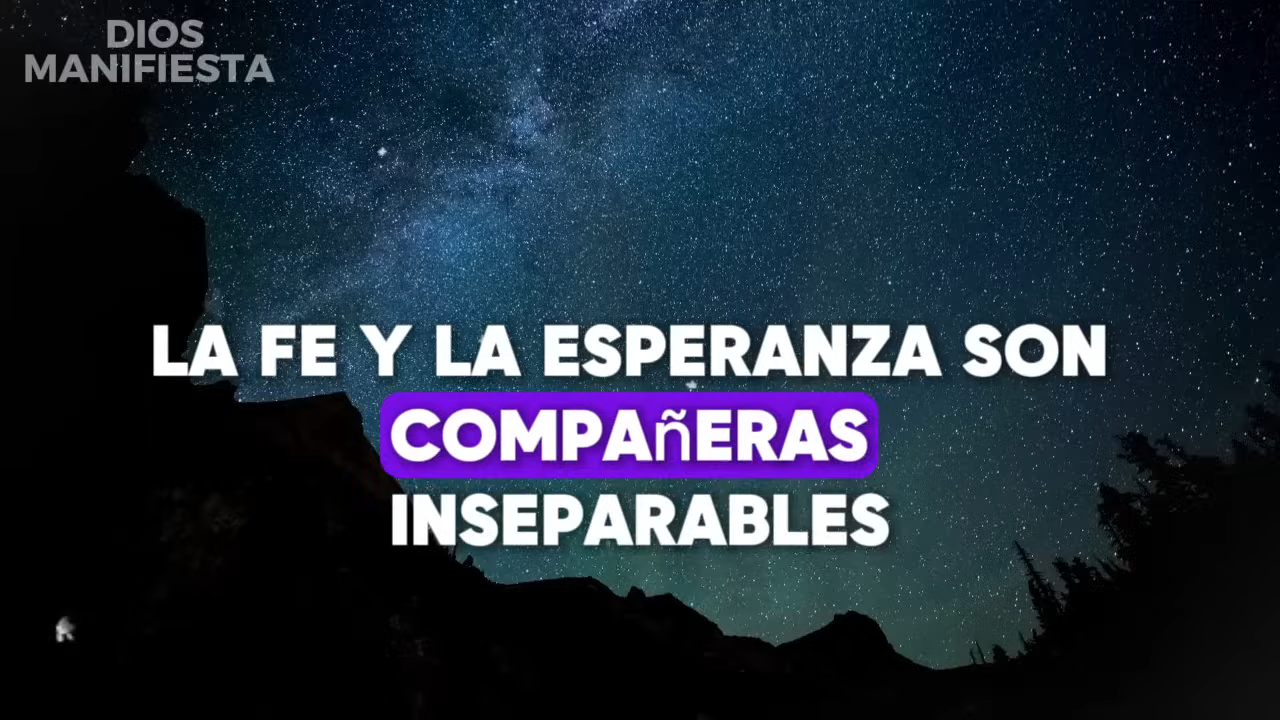 DIOS
MANIFIESTA
LA FE Y LA ESPERANZA SON
COMPAñERAS
INSEPARABLES